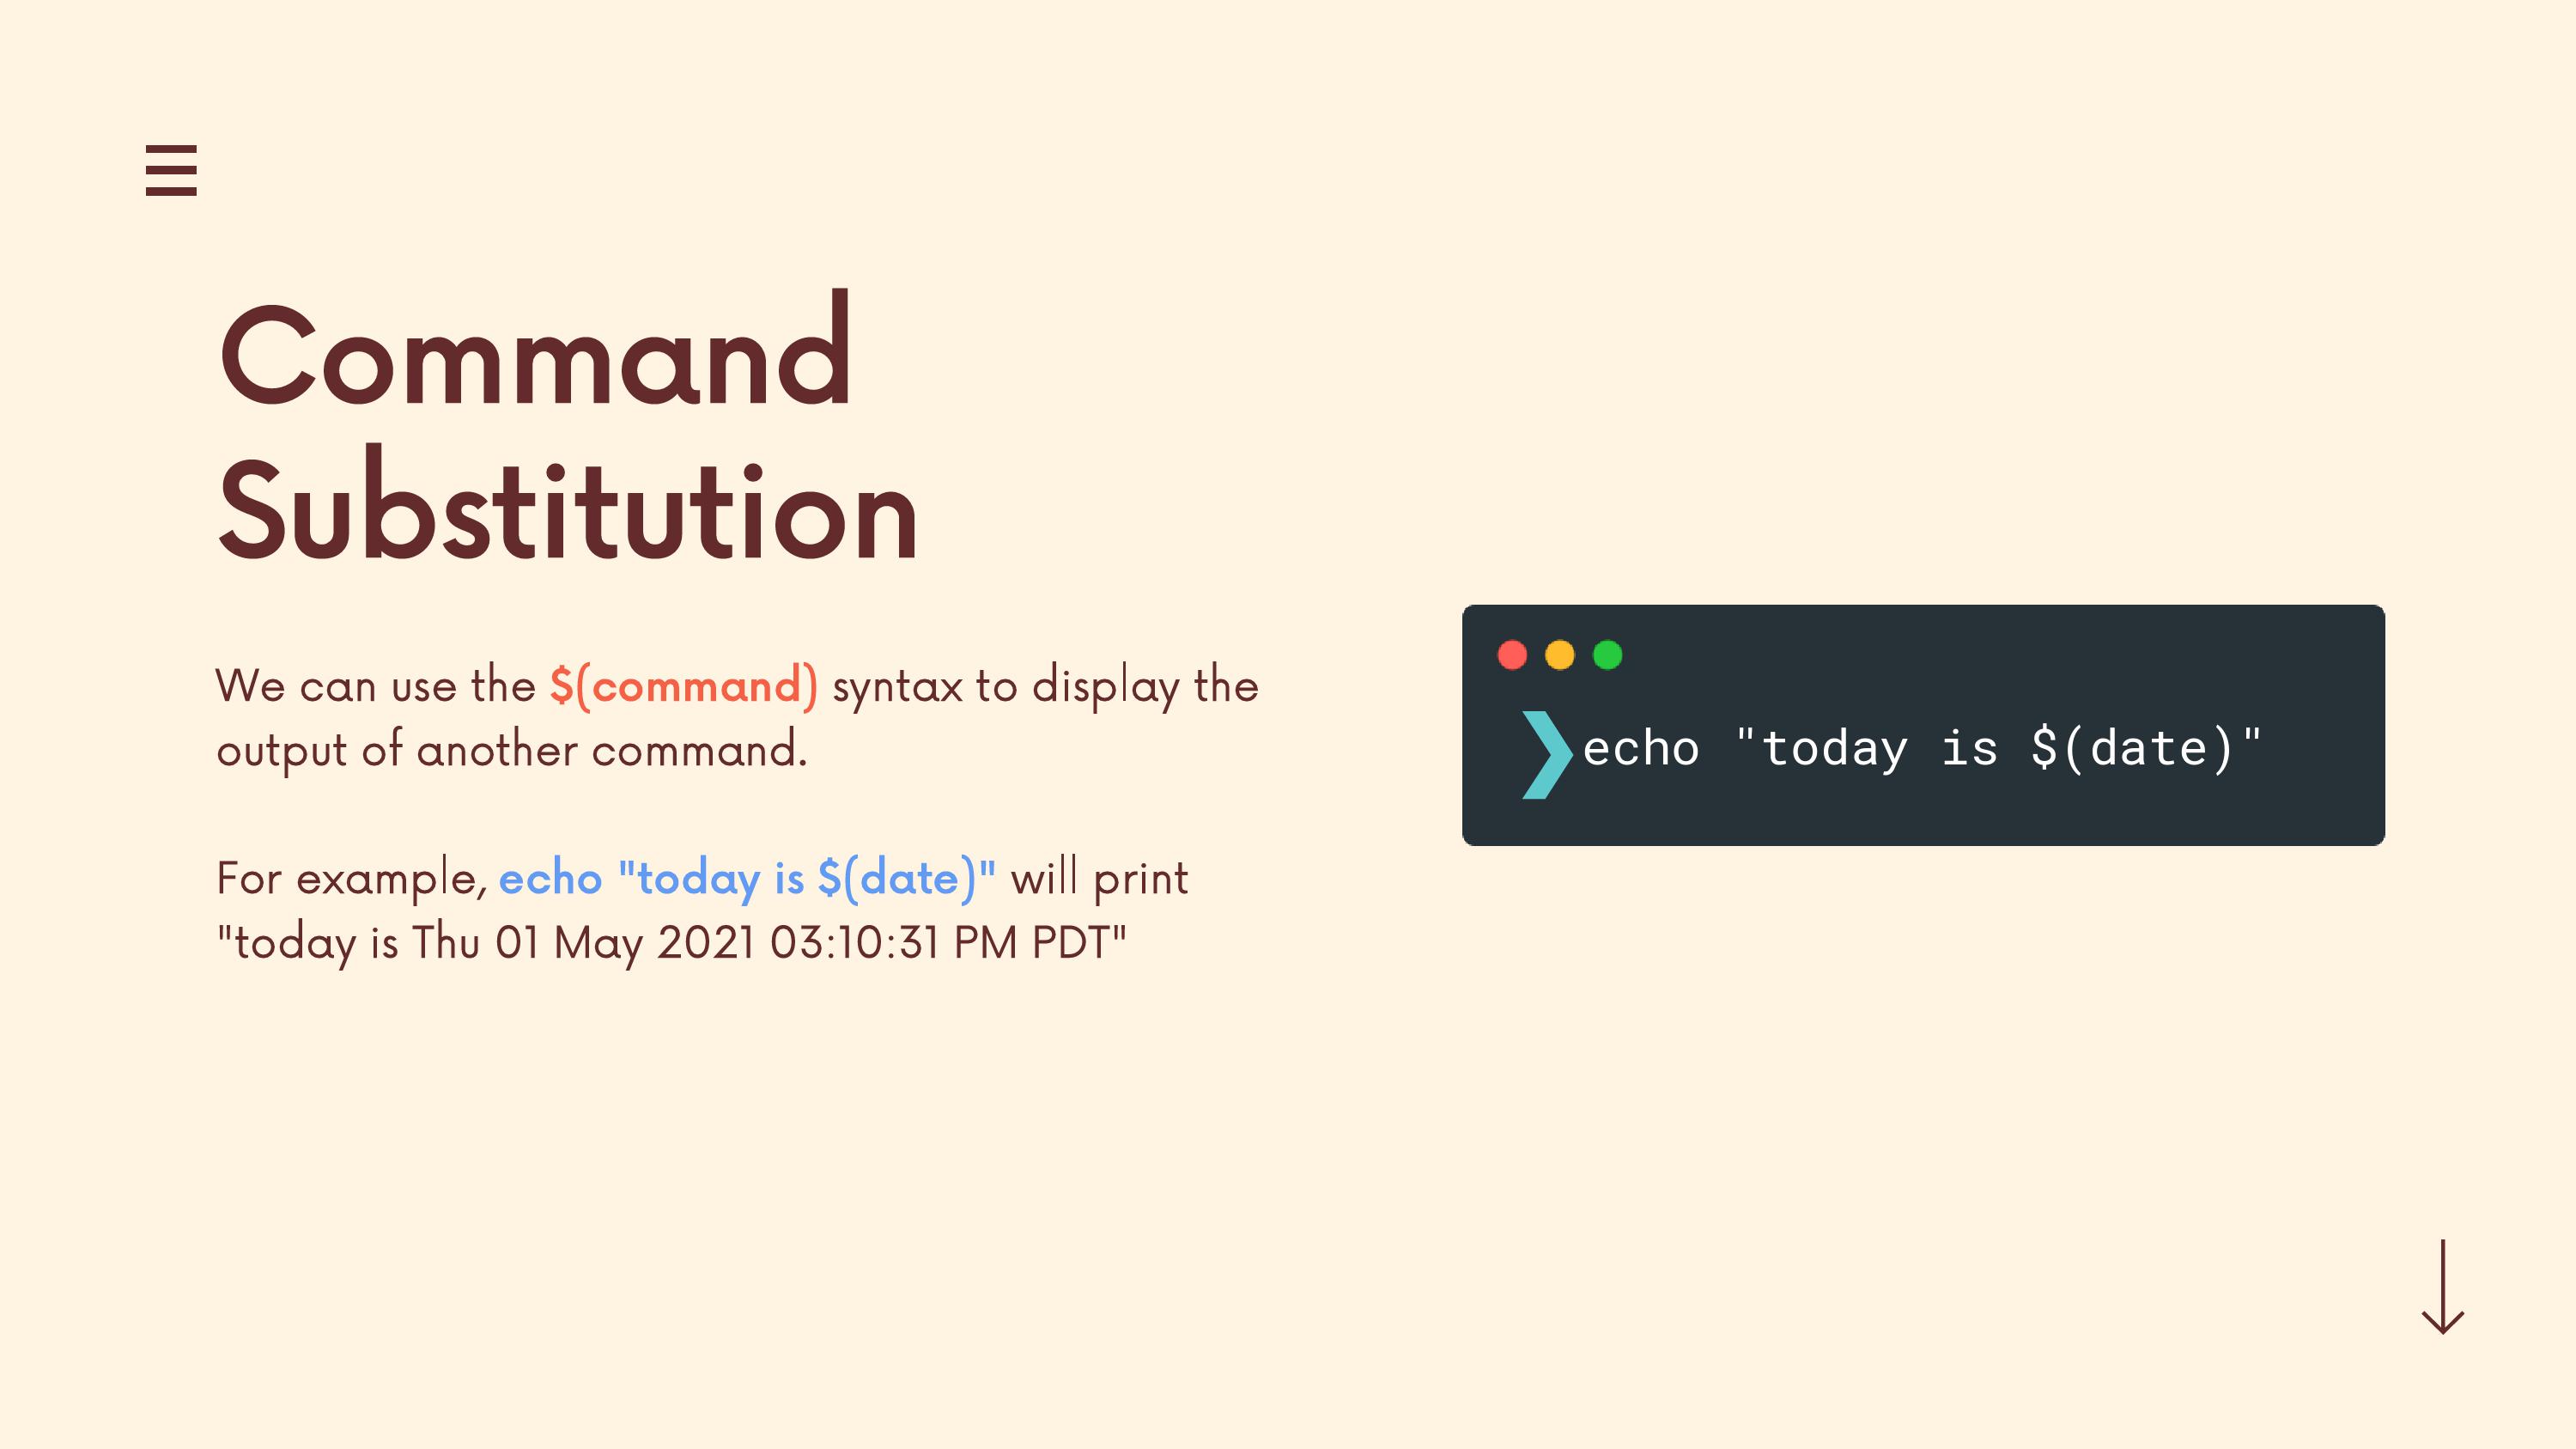 Command
Substitution
We can use the $(command) syntax to display the
output of another command.
For example, echo "today is $(date)" will print
"today is Thu 01 May 2021 03:10:31 PM PDT"
❯echo "today is $(date)"